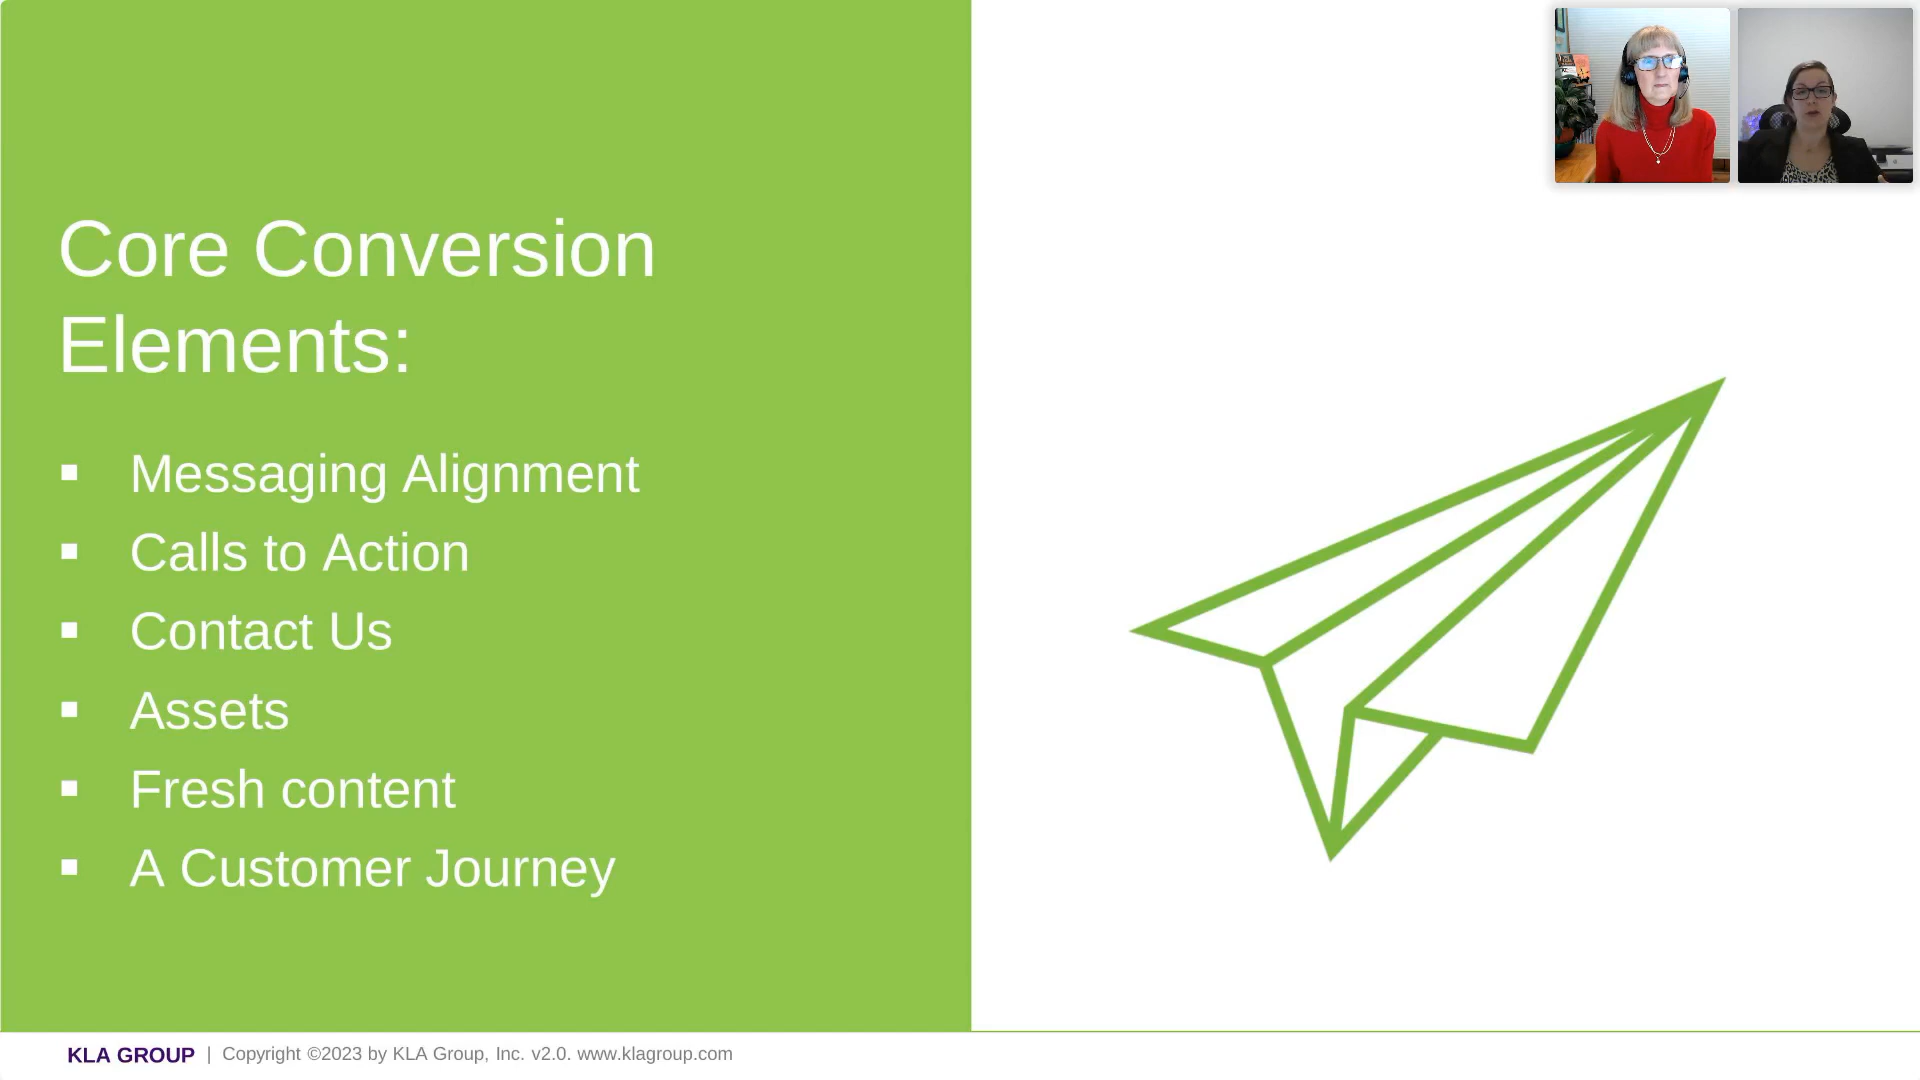 Core Conversion
Elements:
▪ Messaging Alignment
▪ Calls to Action
▪ Contact Us
▪ Assets
▪ Fresh content
▪ A Customer Journey
KLA GROUP | Copyright ©2023 by KLA Group, Inc. v2.0. www.klagroup.com